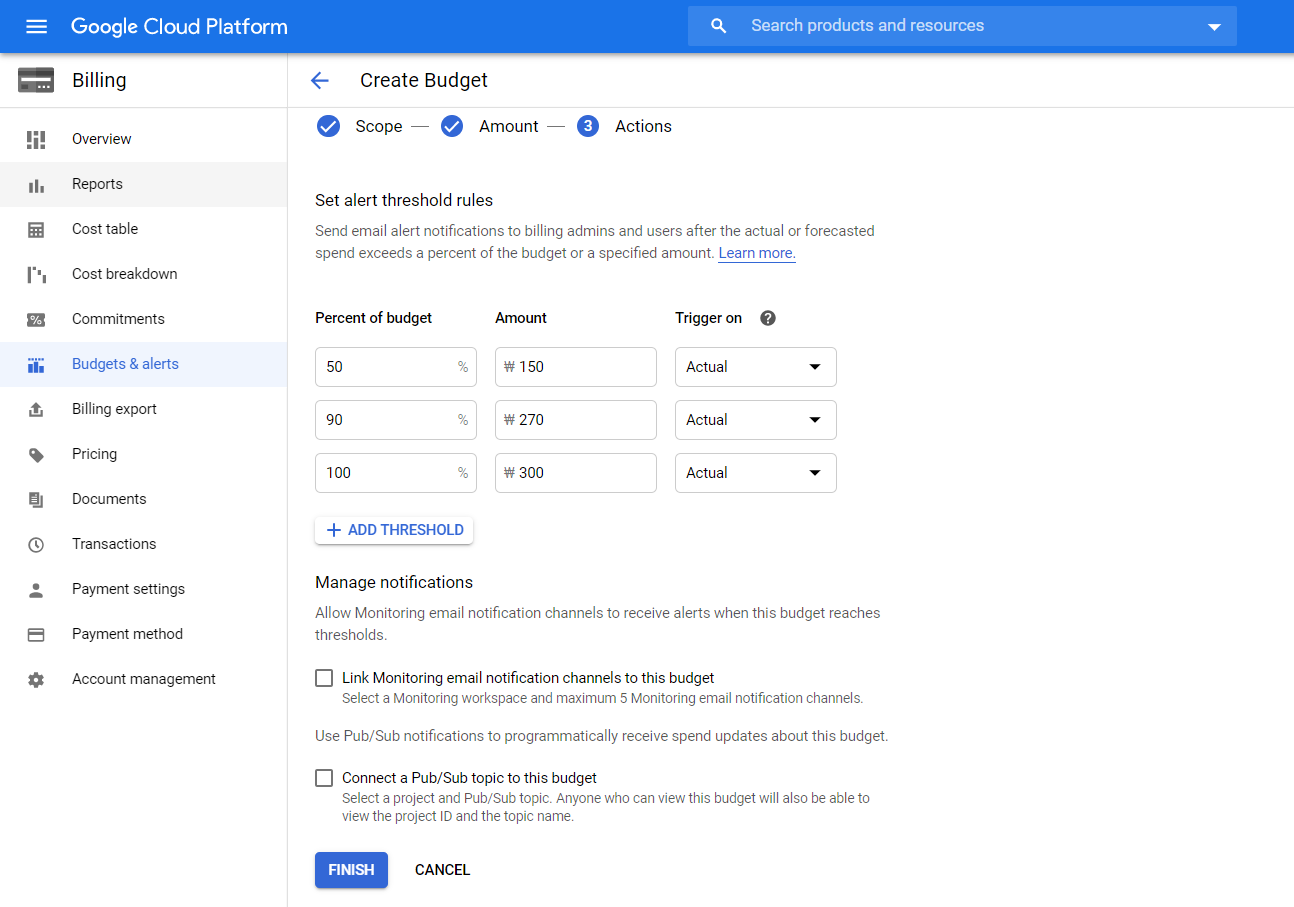 Google Cloud Platform
Search products and resources
Billing
Create Budget
Overview
Reports
Cost table
Cost breakdown
Commitments
Budgets & alerts
Billing export
Pricing
Documents
Transactions
Payment settings
Payment method
Account management
Scope — Amount — 3 Actions
Set alert threshold rules
Send email alert notifications to billing admins and users after the actual or forecasted
spend exceeds a percent of the budget or a specified amount. Learn more.
Percent of budget Amount Trigger on ?
50 % ₩ 150 Actual
90 % ₩ 270 Actual
100 % ₩ 300 Actual
+ ADD THRESHOLD
Manage notifications
Allow Monitoring email notification channels to receive alerts when this budget reaches
thresholds.
Link Monitoring email notification channels to this budget
Select a Monitoring workspace and maximum 5 Monitoring email notification channels.
Use Pub/Sub notifications to programmatically receive spend updates about this budget.
Connect a Pub/Sub topic to this budget
Select a project and Pub/Sub topic. Anyone who can view this budget will also be able to
view the project ID and the topic name.
FINISH CANCEL